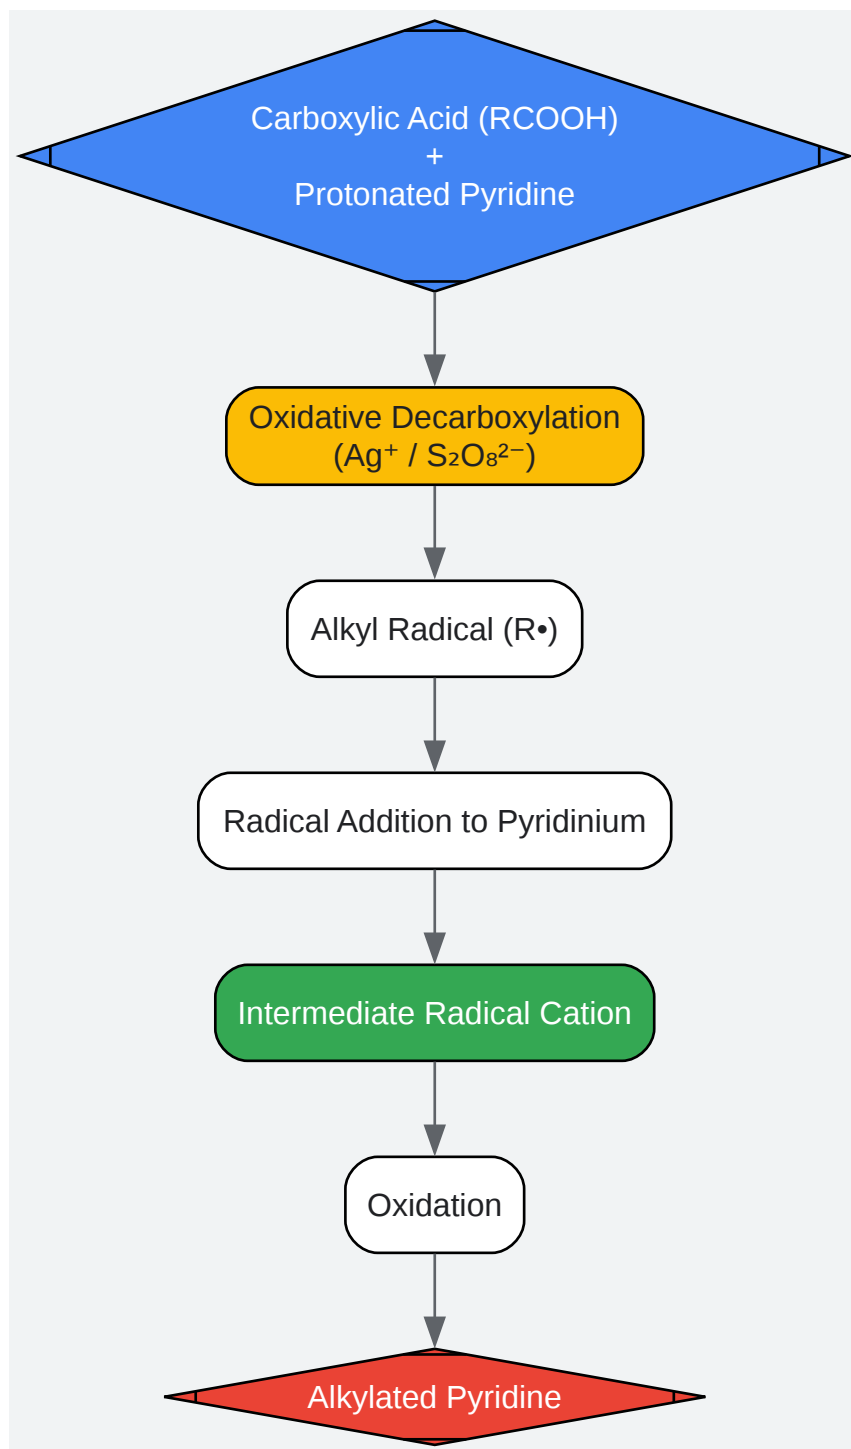 Carboxylic Acid (RCOOH)
+
Protonated Pyridine
Oxidative Decarboxylation
(Ag⁺ / S₂O₈²⁻)
Alkyl Radical (R•)
Radical Addition to Pyridinium
Intermediate Radical Cation
Oxidation
Alkylated Pyridine